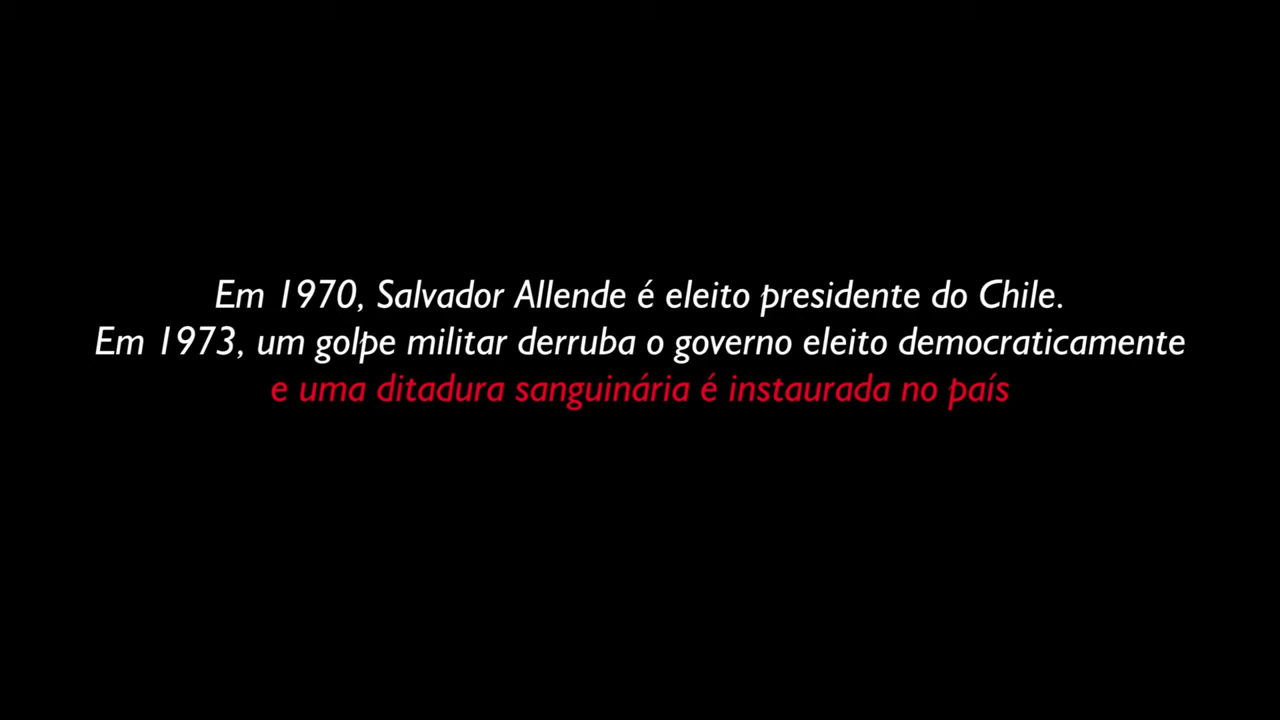 Em 1970, Salvador Allende é eleito presidente do Chile.
Em 1973, um golpe militar derruba o governo eleito democraticamente
e uma ditadura sanguinária é instaurada no país